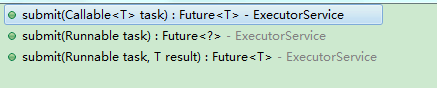 submit(Callable<T> task) : Future<T> - ExecutorService
submit(Runnable task) : Future<?> - ExecutorService
submit(Runnable task, T result) : Future<T> - ExecutorService